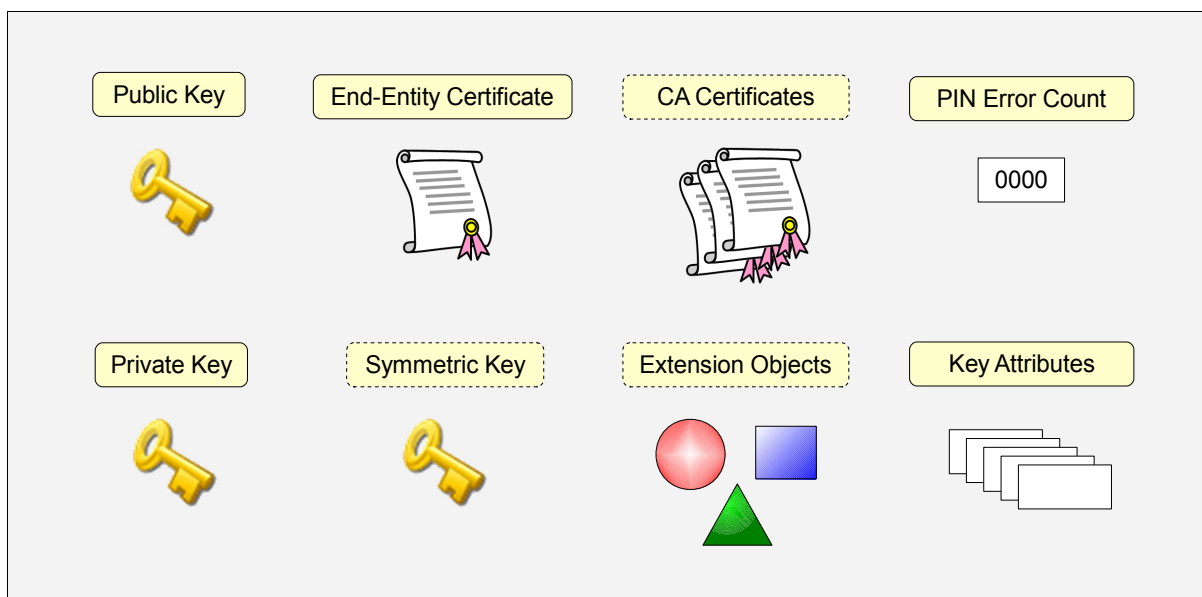 Public Key
End-Entity Certificate
CA Certificates
PIN Error Count
0000
Private Key
Symmetric Key
Extension Objects
Key Attributes